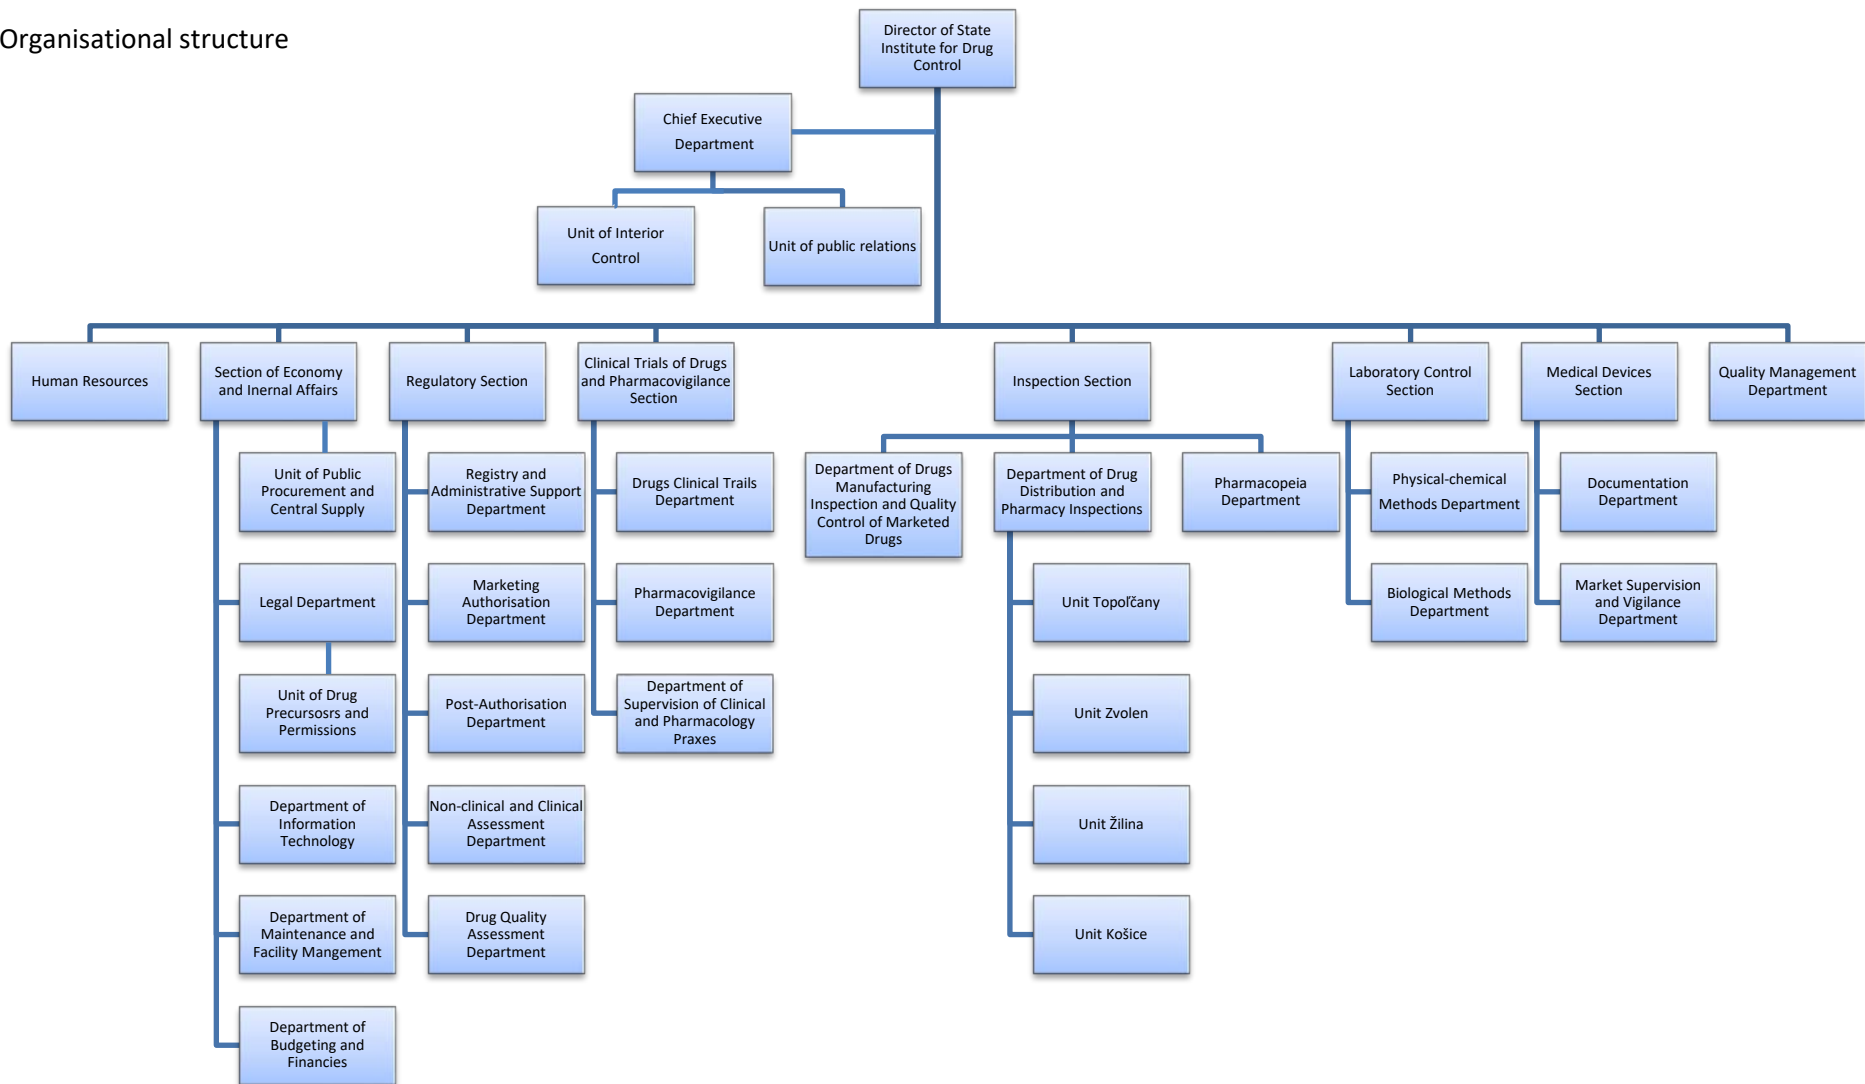 Organisational structure
Director of State
Institute for Drug
Control
Chief Executive
Department
Unit of Interior
Control
Unit of public relations
Human Resources
Section of Economy
and Inernal Affairs
Regulatory Section
Clinical Trials of Drugs
and Pharmacovigilance
Section
Inspection Section
Laboratory Control
Section
Medical Devices
Section
Quality Management
Department
Unit of Public
Procurement and
Central Supply
Legal Department
Unit of Drug
Precursosrs and
Permissions
Department of
Information
Technology
Department of
Maintenance and
Facility Mangement
Department of
Budgeting and
Financies
Registry and
Administrative Support
Department
Marketing
Authorisation
Department
Post-Authorisation
Department
Non-clinical and Clinical
Assessment
Department
Drug Quality
Assessment
Department
Drugs Clinical Trails
Department
Pharmacovigilance
Department
Department of
Supervision of Clinical
and Pharmacology
Praxes
Department of Drugs
Manufacturing
Inspection and Quality
Control of Marketed
Drugs
Department of Drug
Distribution and
Pharmacy Inspections
Unit Topoľčany
Unit Zvolen
Unit Žilina
Unit Košice
Pharmacopeia
Department
Physical-chemical
Methods Department
Biological Methods
Department
Documentation
Department
Market Supervision
and Vigilance
Department